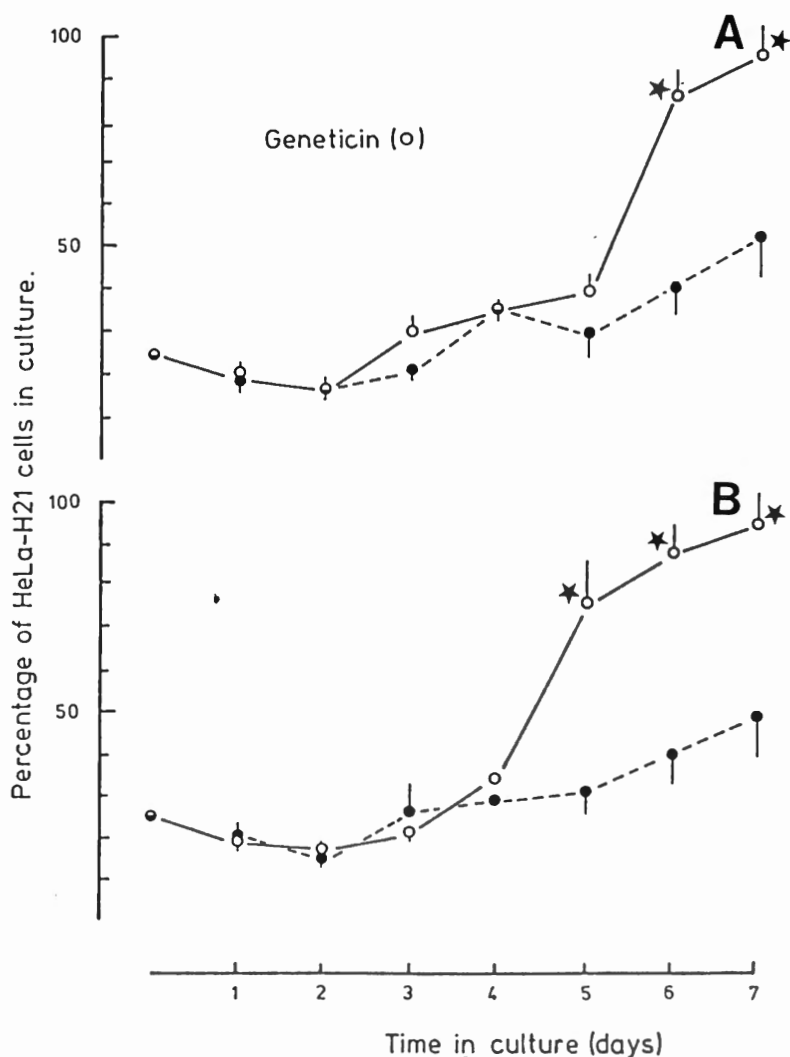 Percentage of HeLa-H21 cells in culture.
100
A
Geneticin (o)
50
100
B
50
1 2 3 4 5 6 7
Time in culture (days)